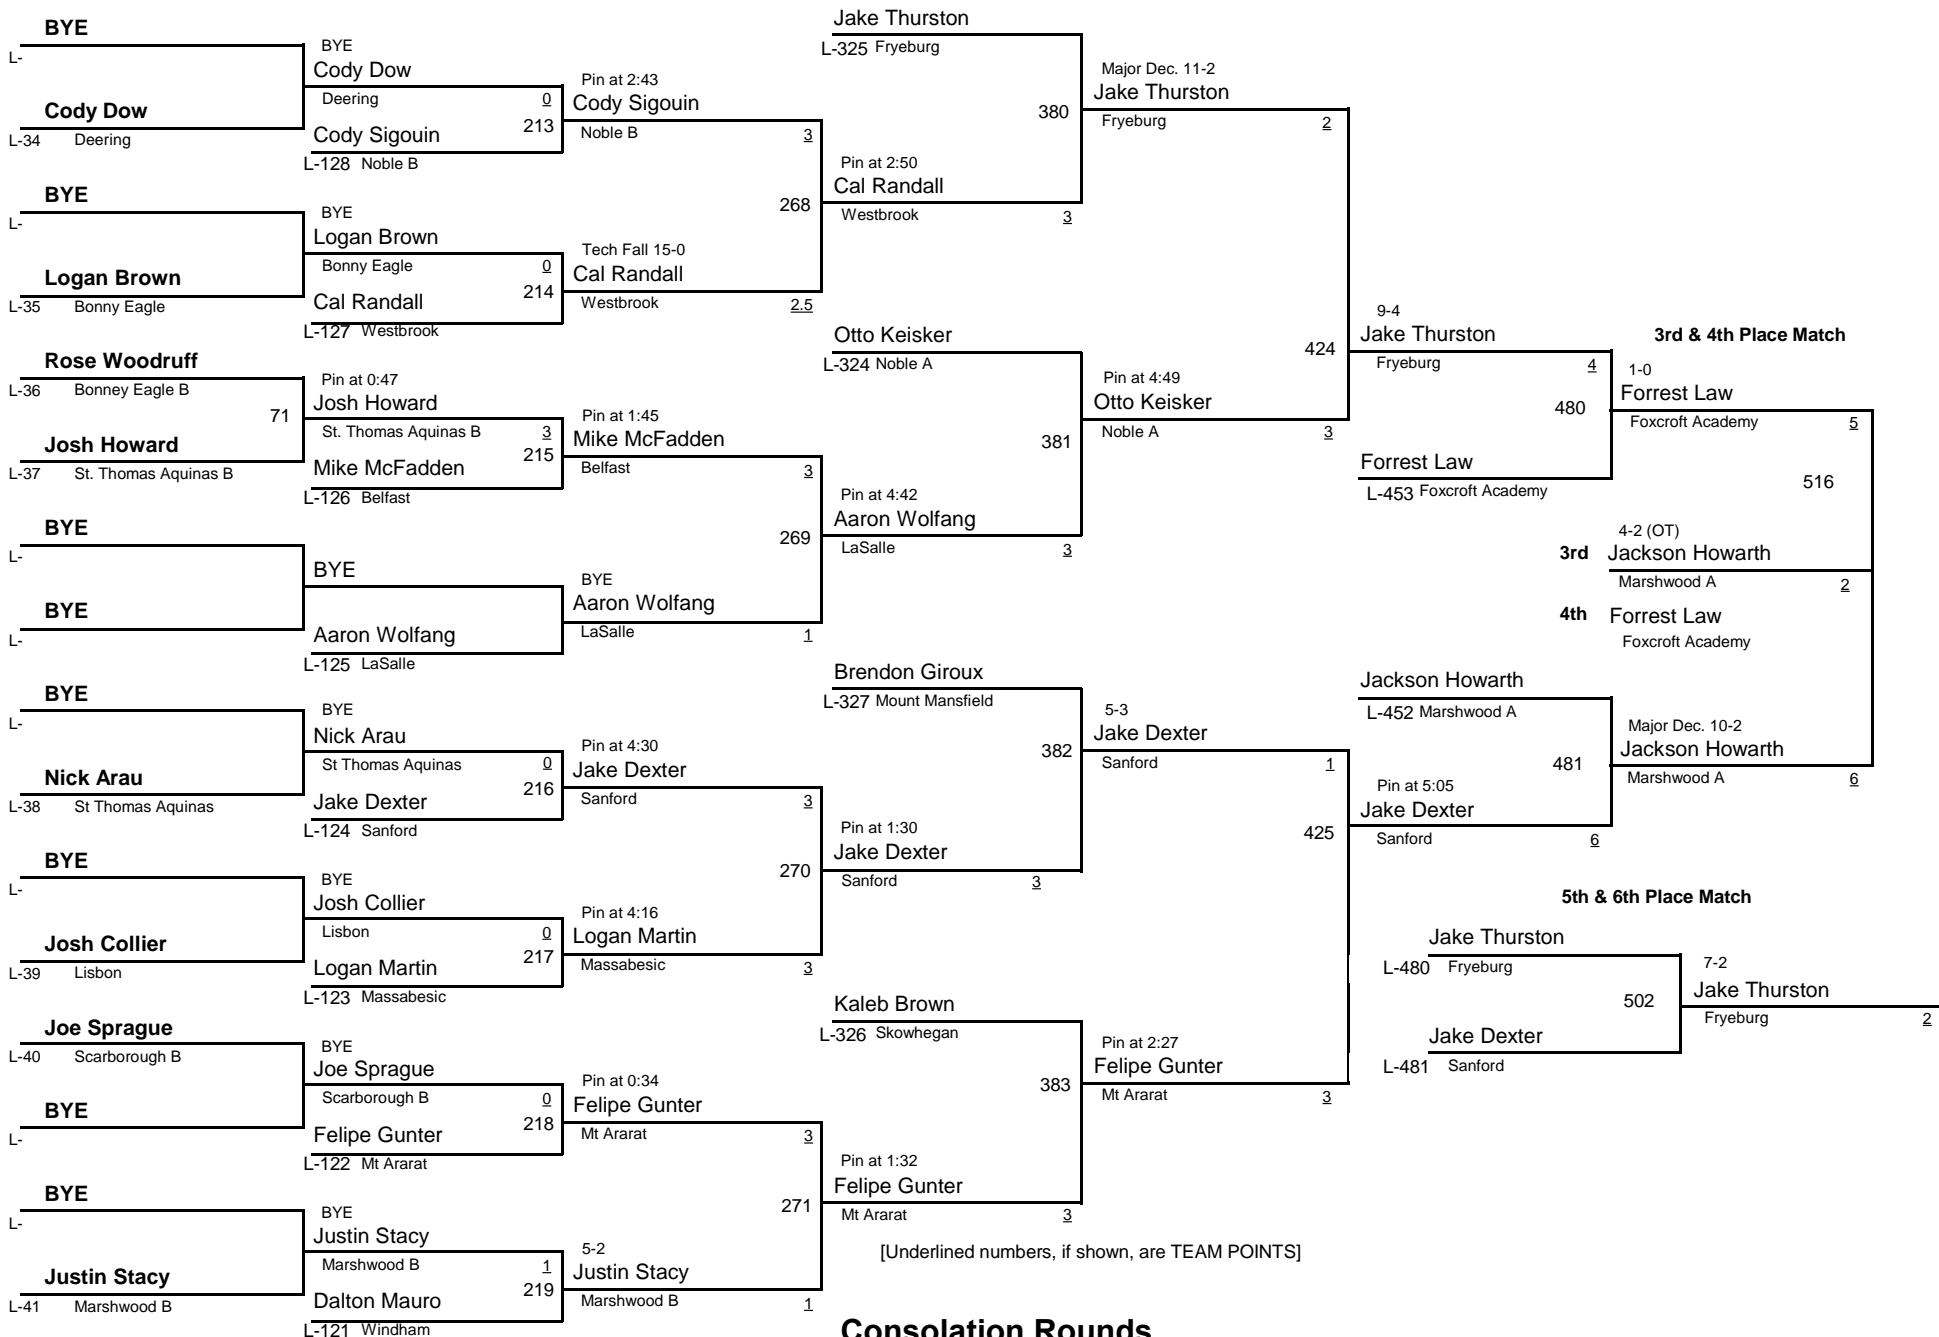 BYE
L-
Cody Dow
L-34 Deering
BYE
L-
Logan Brown
L-35 Bonny Eagle
Rose Woodruff
L-36 Bonney Eagle B
71
Josh Howard
L-37 St. Thomas Aquinas B
BYE
L-
BYE
L-
BYE
L-
Nick Arau
L-38 St Thomas Aquinas
BYE
L-
Josh Collier
L-39 Lisbon
Joe Sprague
L-40 Scarborough B
BYE
L-
BYE
L-
Justin Stacy
L-41 Marshwood B
BYE
Cody Dow
Deering 0
213
Cody Sigouin
L-128 Noble B
BYE
Logan Brown
Bonny Eagle 0
214
Cal Randall
L-127 Westbrook
Pin at 0:47
Josh Howard
St. Thomas Aquinas B 3
215
Mike McFadden
L-126 Belfast
BYE
Aaron Wolfang
L-125 LaSalle
BYE
Nick Arau
St Thomas Aquinas 0
216
Jake Dexter
L-124 Sanford
BYE
Josh Collier
Lisbon 0
217
Logan Martin
L-123 Massabesic
BYE
Joe Sprague
Scarborough B 0
218
Felipe Gunter
L-122 Mt Ararat
BYE
Justin Stacy
Marshwood B 1
219
Dalton Mauro
L-121 Windham
Pin at 2:43
Cody Sigouin
Noble B 3
268
Tech Fall 15-0
Cal Randall
Westbrook 2.5
Pin at 1:45
Mike McFadden
Belfast 3
269
BYE
Aaron Wolfang
LaSalle 1
Pin at 4:30
Jake Dexter
Sanford 3
270
Pin at 4:16
Logan Martin
Massabesic 3
Pin at 0:34
Felipe Gunter
Mt Ararat 3
271
5-2
Justin Stacy
Marshwood B 1
Jake Thurston
L-325 Fryeburg
380
Pin at 2:50
Cal Randall
Westbrook 3
Otto Keisker
L-324 Noble A
381
Pin at 4:42
Aaron Wolfang
LaSalle 3
Brendon Giroux
L-327 Mount Mansfield
382
Pin at 1:30
Jake Dexter
Sanford 3
Kaleb Brown
L-326 Skowhegan
383
Pin at 1:32
Felipe Gunter
Mt Ararat 3
[Underlined numbers, if shown, are TEAM POINTS]
Consolation Rounds
Major Dec. 11-2
Jake Thurston
Fryeburg 2
424
Pin at 4:49
Otto Keisker
Noble A 3
5-3
Jake Dexter
Sanford 1
425
Pin at 2:27
Felipe Gunter
Mt Ararat 3
9-4
Jake Thurston
Fryeburg 4
480
Forrest Law
L-453 Foxcroft Academy
Jackson Howarth
L-452 Marshwood A
481
Pin at 5:05
Jake Dexter
Sanford 6
3rd & 4th Place Match
1-0
Forrest Law
Foxcroft Academy 5
516
4-2 (OT)
3rd Jackson Howarth
Marshwood A 2
4th Forrest Law
Foxcroft Academy
Major Dec. 10-2
Jackson Howarth
Marshwood A 6
5th & 6th Place Match
Jake Thurston
L-480 Fryeburg
502
Jake Dexter
L-481 Sanford
7-2
Jake Thurston
Fryeburg 2